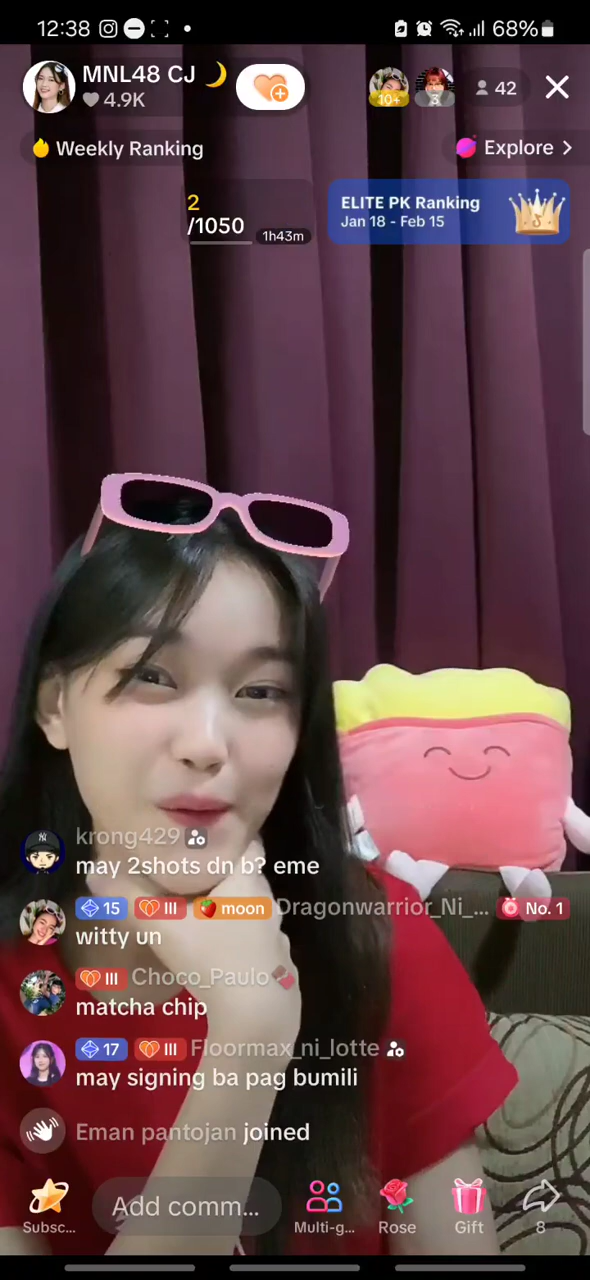 12:38
68%
MNL48 CJ 🌙
4.9K
10+
3
42
Weekly Ranking
Explore
2
/1050
1h43m
ELITE PK Ranking
Jan 18 - Feb 15
krong429
may 2shots dn b? eme
15 III moon Dragonwarrior_Ni_... No. 1
witty un
III Choco_Paulo🍫
matcha chip
17 III Floormax_ni_lotte
may signing ba pag bumili
Eman pantojan joined
Subsc...
Add comm...
Multi-g...
Rose
Gift
8